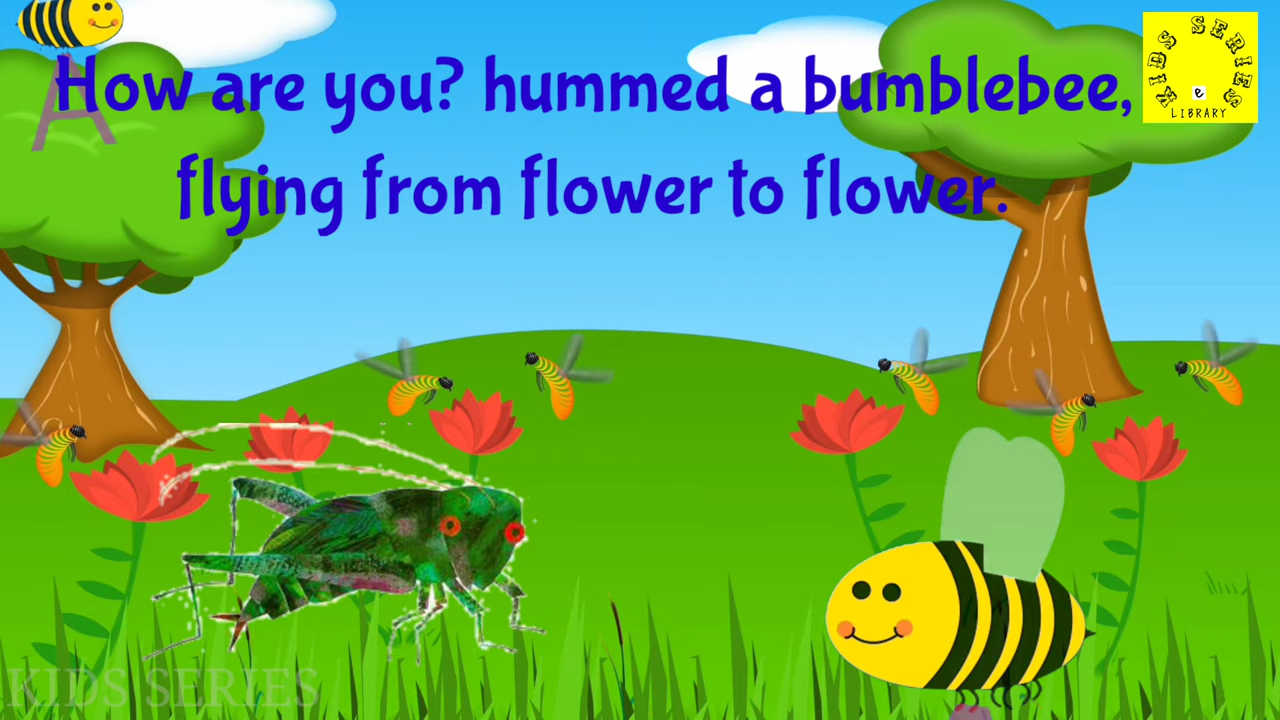 How are you? hummed a bumblebee,
flying from flower to flower.
A
KIDS SERIES
e
LIBRARY
KIDS SERIES